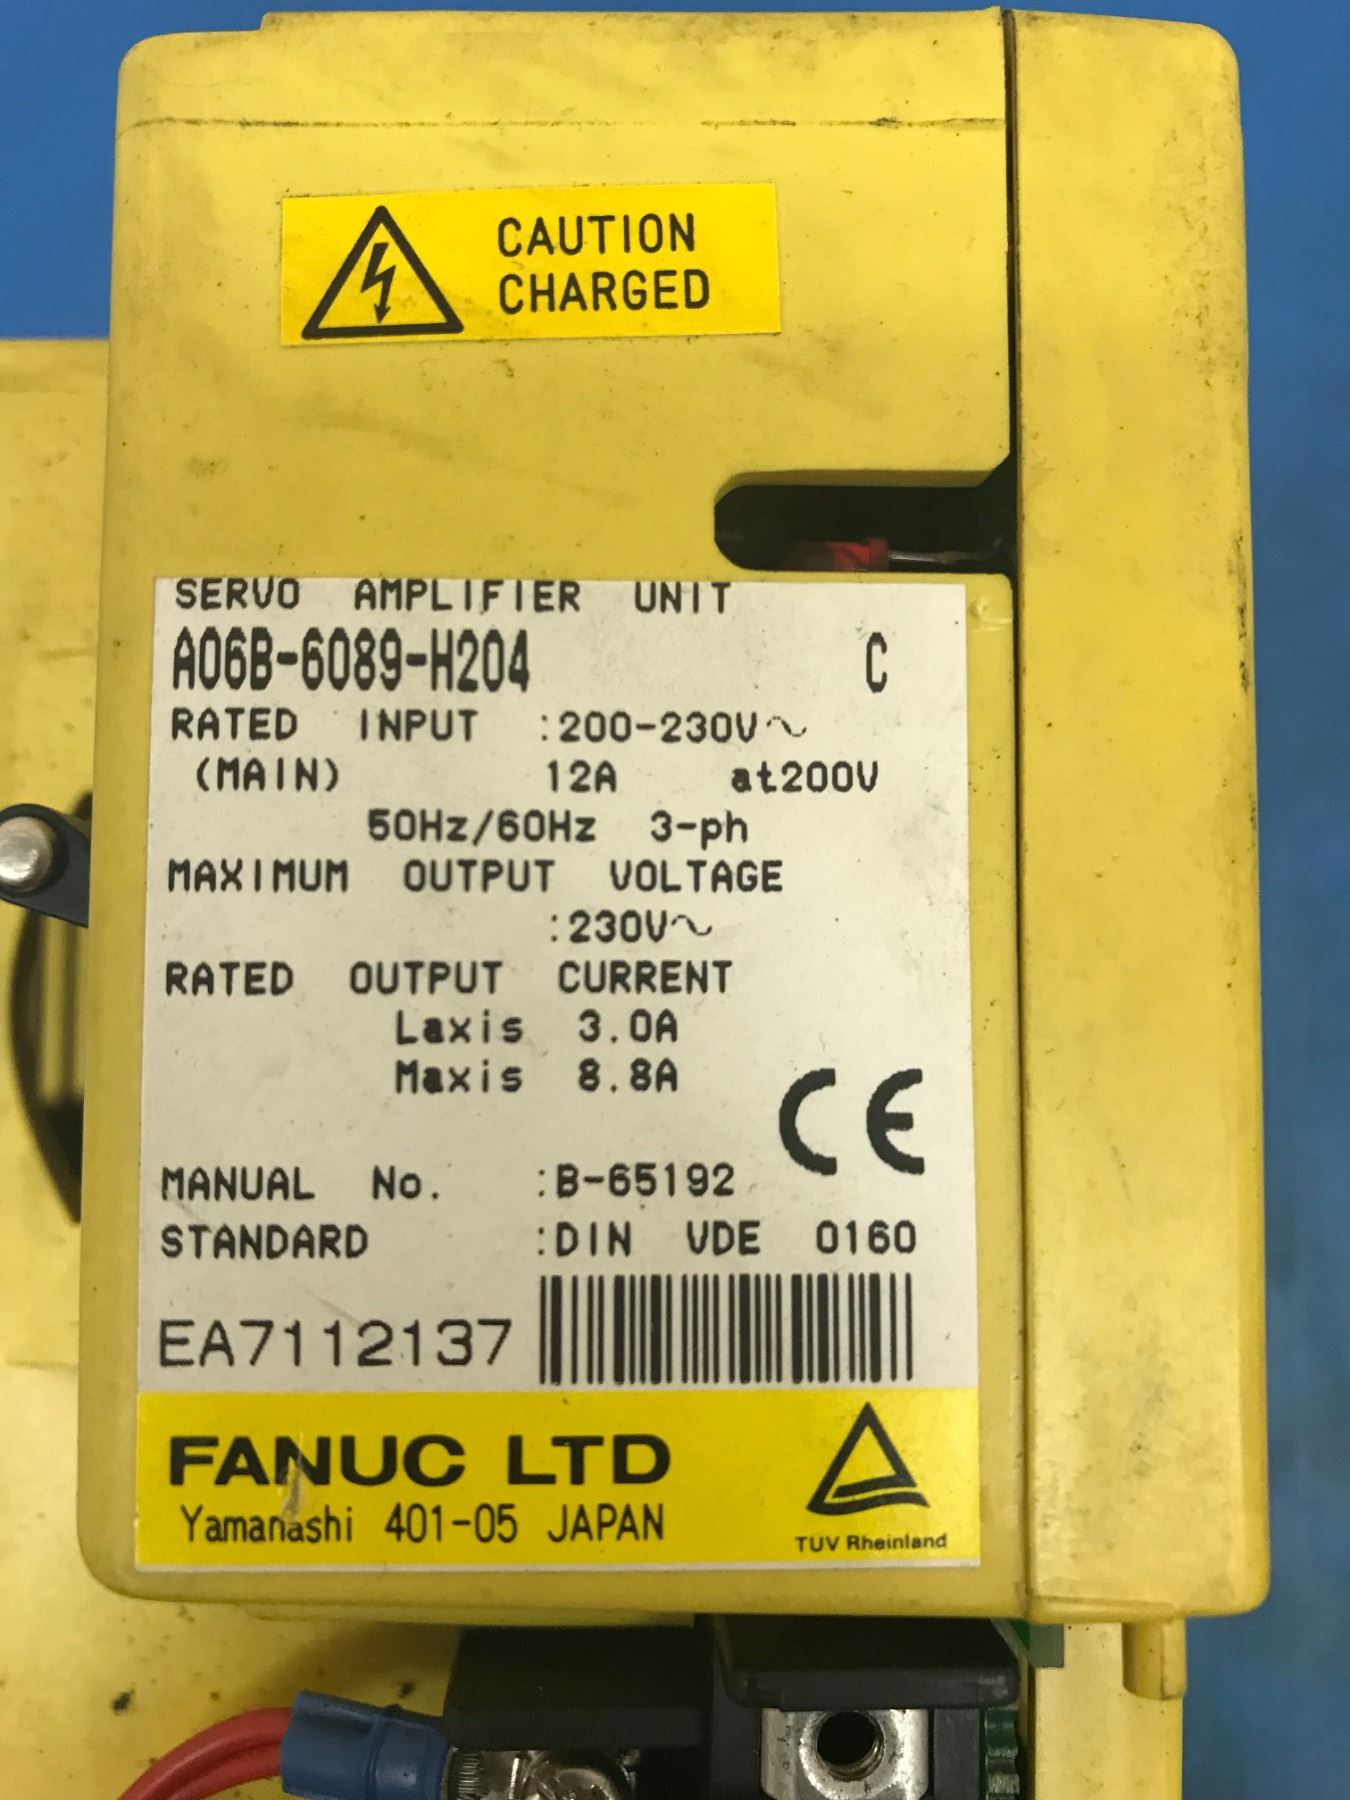 CAUTION
CHARGED
SERVO AMPLIFIER UNIT
A06B-6089-H204 C
RATED INPUT :200-230V~
(MAIN) 12A at200V
50Hz/60Hz 3-ph
MAXIMUM OUTPUT VOLTAGE
:230V~
RATED OUTPUT CURRENT
Laxis 3.0A
Maxis 8.8A
CE
MANUAL No. :B-65192
STANDARD :DIN VDE 0160
EA7112137
FANUC LTD
Yamanashi 401-05 JAPAN
TÜV Rheinland